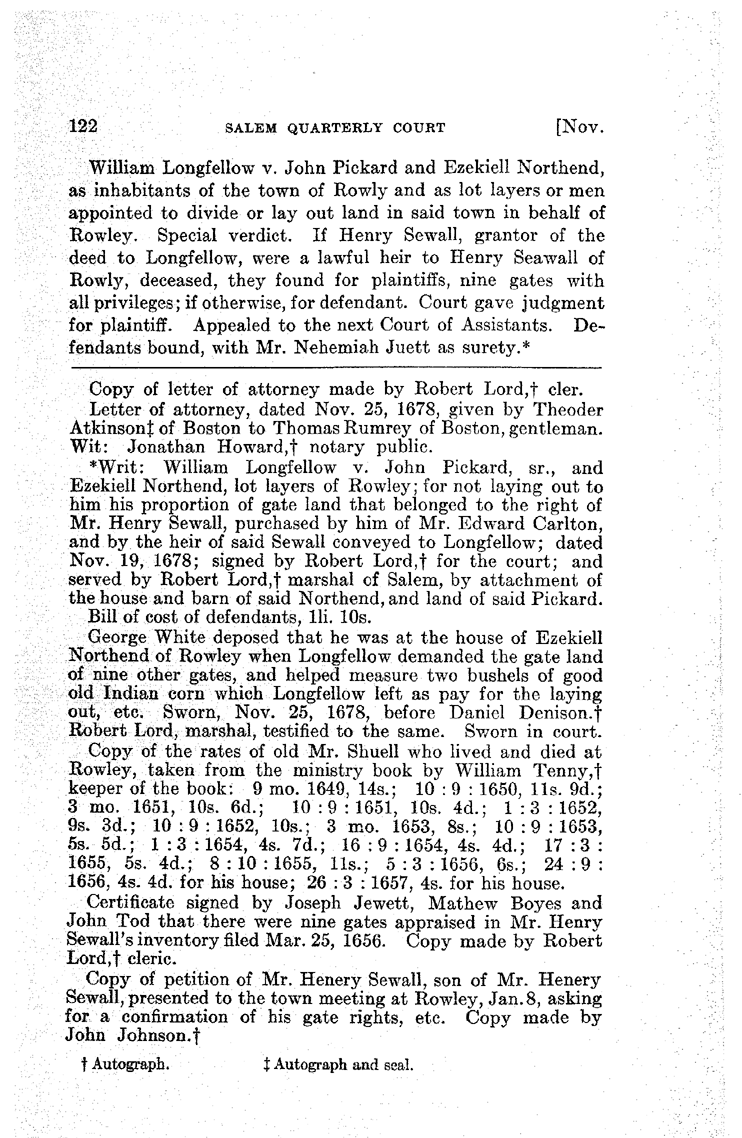 122 SALEM QUARTERLY COURT [Nov.
William Longfellow v. John Pickard and Ezekiell Northend,
as inhabitants of the town of Rowly and as lot layers or men
appointed to divide or lay out land in said town in behalf of
Rowley. Special verdict. If Henry Sewall, grantor of the
deed to Longfellow, were a lawful heir to Henry Seawall of
Rowly, deceased, they found for plaintiffs, nine gates with
all privileges; if otherwise, for defendant. Court gave judgment
for plaintiff. Appealed to the next Court of Assistants. De-
fendants bound, with Mr. Nehemiah Juett as surety.*
Copy of letter of attorney made by Robert Lord,† cler.
Letter of attorney, dated Nov. 25, 1678, given by Theoder
Atkinson‡ of Boston to Thomas Rumrey of Boston, gentleman.
Wit: Jonathan Howard,† notary public.
*Writ: William Longfellow v. John Pickard, sr., and
Ezekiell Northend, lot layers of Rowley; for not laying out to
him his proportion of gate land that belonged to the right of
Mr. Henry Sewall, purchased by him of Mr. Edward Carlton,
and by the heir of said Sewall conveyed to Longfellow; dated
Nov. 19, 1678; signed by Robert Lord,† for the court; and
served by Robert Lord,† marshal of Salem, by attachment of
the house and barn of said Northend, and land of said Pickard.
Bill of cost of defendants, 1li. 10s.
George White deposed that he was at the house of Ezekiell
Northend of Rowley when Longfellow demanded the gate land
of nine other gates, and helped measure two bushels of good
old Indian corn which Longfellow left as pay for the laying
out, etc. Sworn, Nov. 25, 1678, before Daniel Denison.†
Robert Lord, marshal, testified to the same. Sworn in court.
Copy of the rates of old Mr. Shuell who lived and died at
Rowley, taken from the ministry book by William Tenny,†
keeper of the book: 9 mo. 1649, 14s.; 10 : 9 : 1650, 11s. 9d.;
3 mo. 1651, 10s. 6d.; 10 : 9 : 1651, 10s. 4d.; 1 : 3 : 1652,
9s. 3d.; 10 : 9 : 1652, 10s.; 3 mo. 1653, 8s.; 10 : 9 : 1653,
5s. 5d.; 1 : 3 : 1654, 4s. 7d.; 16 : 9 : 1654, 4s. 4d.; 17 : 3 :
1655, 5s. 4d.; 8 : 10 : 1655, 11s.; 5 : 3 : 1656, 6s.; 24 : 9 :
1656, 4s. 4d. for his house; 26 : 3 : 1657, 4s. for his house.
Certificate signed by Joseph Jewett, Mathew Boyes and
John Tod that there were nine gates appraised in Mr. Henry
Sewall's inventory filed Mar. 25, 1656. Copy made by Robert
Lord,† cleric.
Copy of petition of Mr. Henery Sewall, son of Mr. Henery
Sewall, presented to the town meeting at Rowley, Jan. 8, asking
for a confirmation of his gate rights, etc. Copy made by
John Johnson.†
† Autograph. ‡ Autograph and seal.